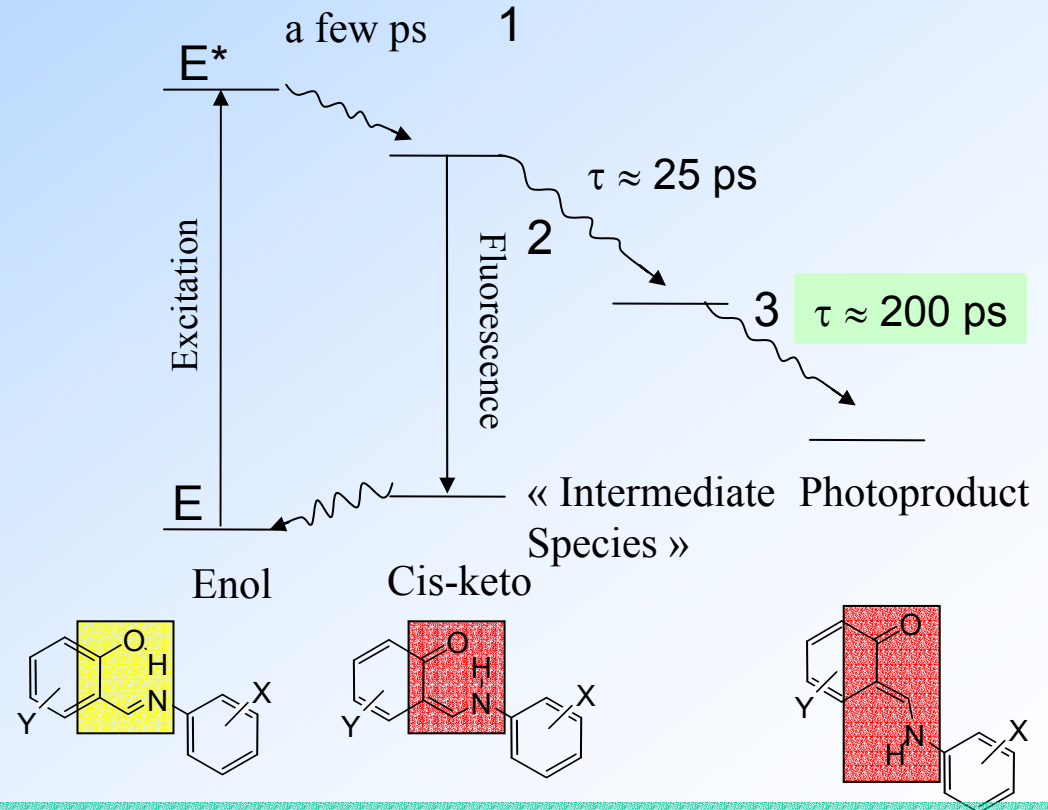 a few ps 1
E*
τ ≈ 25 ps
Excitation
Fluorescence
2
3 τ ≈ 200 ps
E
« Intermediate Photoproduct
Species »
Enol
Cis-keto
O
H
N
X
Y
O
H
N
X
Y
O
Y
N
H
X